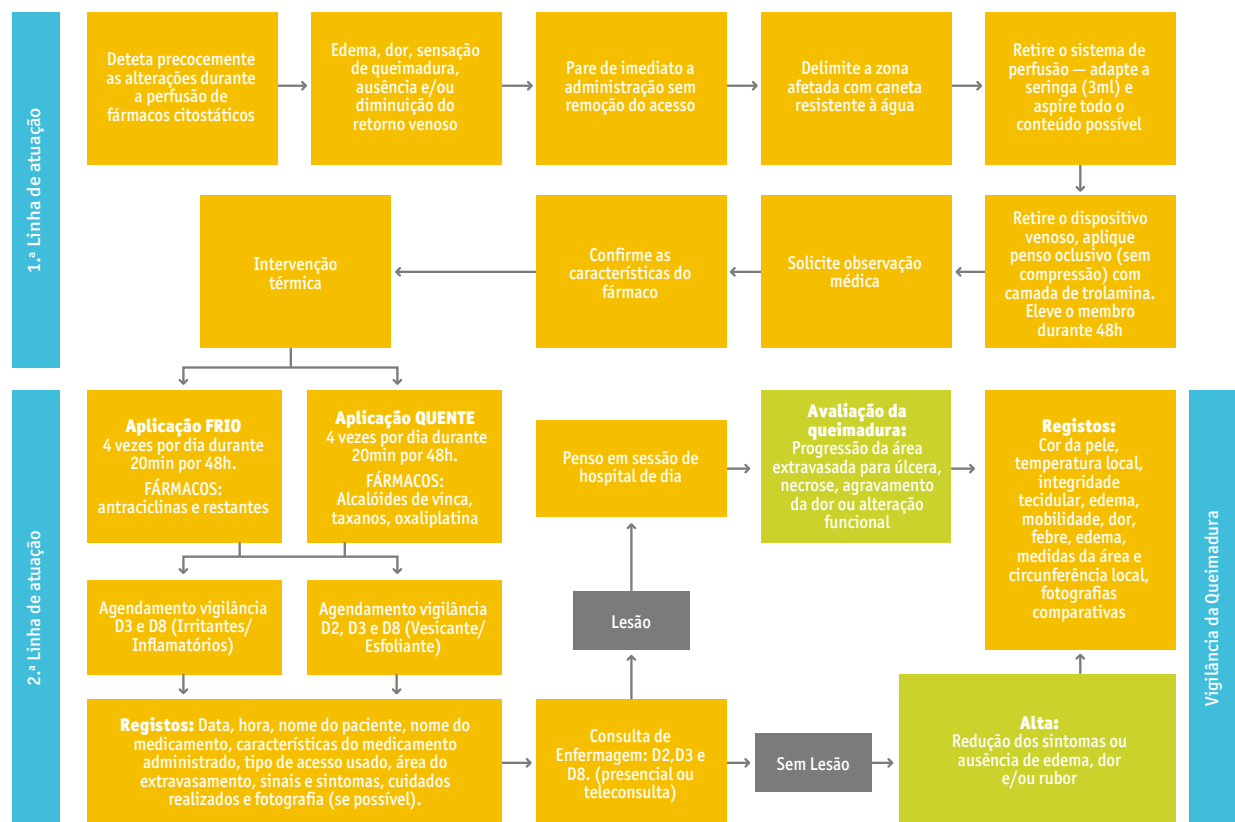 1.ª Linha de atuação
Deteta precocemente
as alterações durante
a perfusão de
fármacos citostáticos
Edema, dor, sensação
de queimadura,
ausência e/ou
diminuição do
retorno venoso
Pare de imediato a
administração sem
remoção do acesso
Delimite a zona
afetada com caneta
resistente à água
Retire o sistema de
perfusão — adapte a
seringa (3ml) e
aspire todo o
conteúdo possível
Retire o dispositivo
venoso, aplique
penso oclusivo (sem
compressão) com
camada de trolamina.
Eleve o membro
durante 48h
Solicite observação
médica
Confirme as
características do
fármaco
Intervenção
térmica
2.ª Linha de atuação
Aplicação FRIO
4 vezes por dia durante
20min por 48h.
FÁRMACOS:
antraciclinas e restantes
Aplicação QUENTE
4 vezes por dia durante
20min por 48h.
FÁRMACOS:
Alcalóides de vinca,
taxanos, oxaliplatina
Agendamento vigilância
D3 e D8 (Irritantes/
Inflamatórios)
Agendamento vigilância
D2, D3 e D8 (Vesicante/
Esfoliante)
Registos: Data, hora, nome do paciente, nome do
medicamento, características do medicamento
administrado, tipo de acesso usado, área do
extravasamento, sinais e sintomas, cuidados
realizados e fotografia (se possível).
Consulta de
Enfermagem: D2,D3 e
D8. (presencial ou
teleconsulta)
Lesão
Penso em sessão de
hospital de dia
Avaliação da
queimadura:
Progressão da área
extravasada para úlcera,
necrose, agravamento
da dor ou alteração
funcional
Sem Lesão
Alta:
Redução dos sintomas ou
ausência de edema, dor
e/ou rubor
Registos:
Cor da pele,
temperatura local,
integridade
tecidular, edema,
mobilidade, dor,
febre, edema,
medidas da área e
circunferência local,
fotografias
comparativas
Vigilância da Queimadura